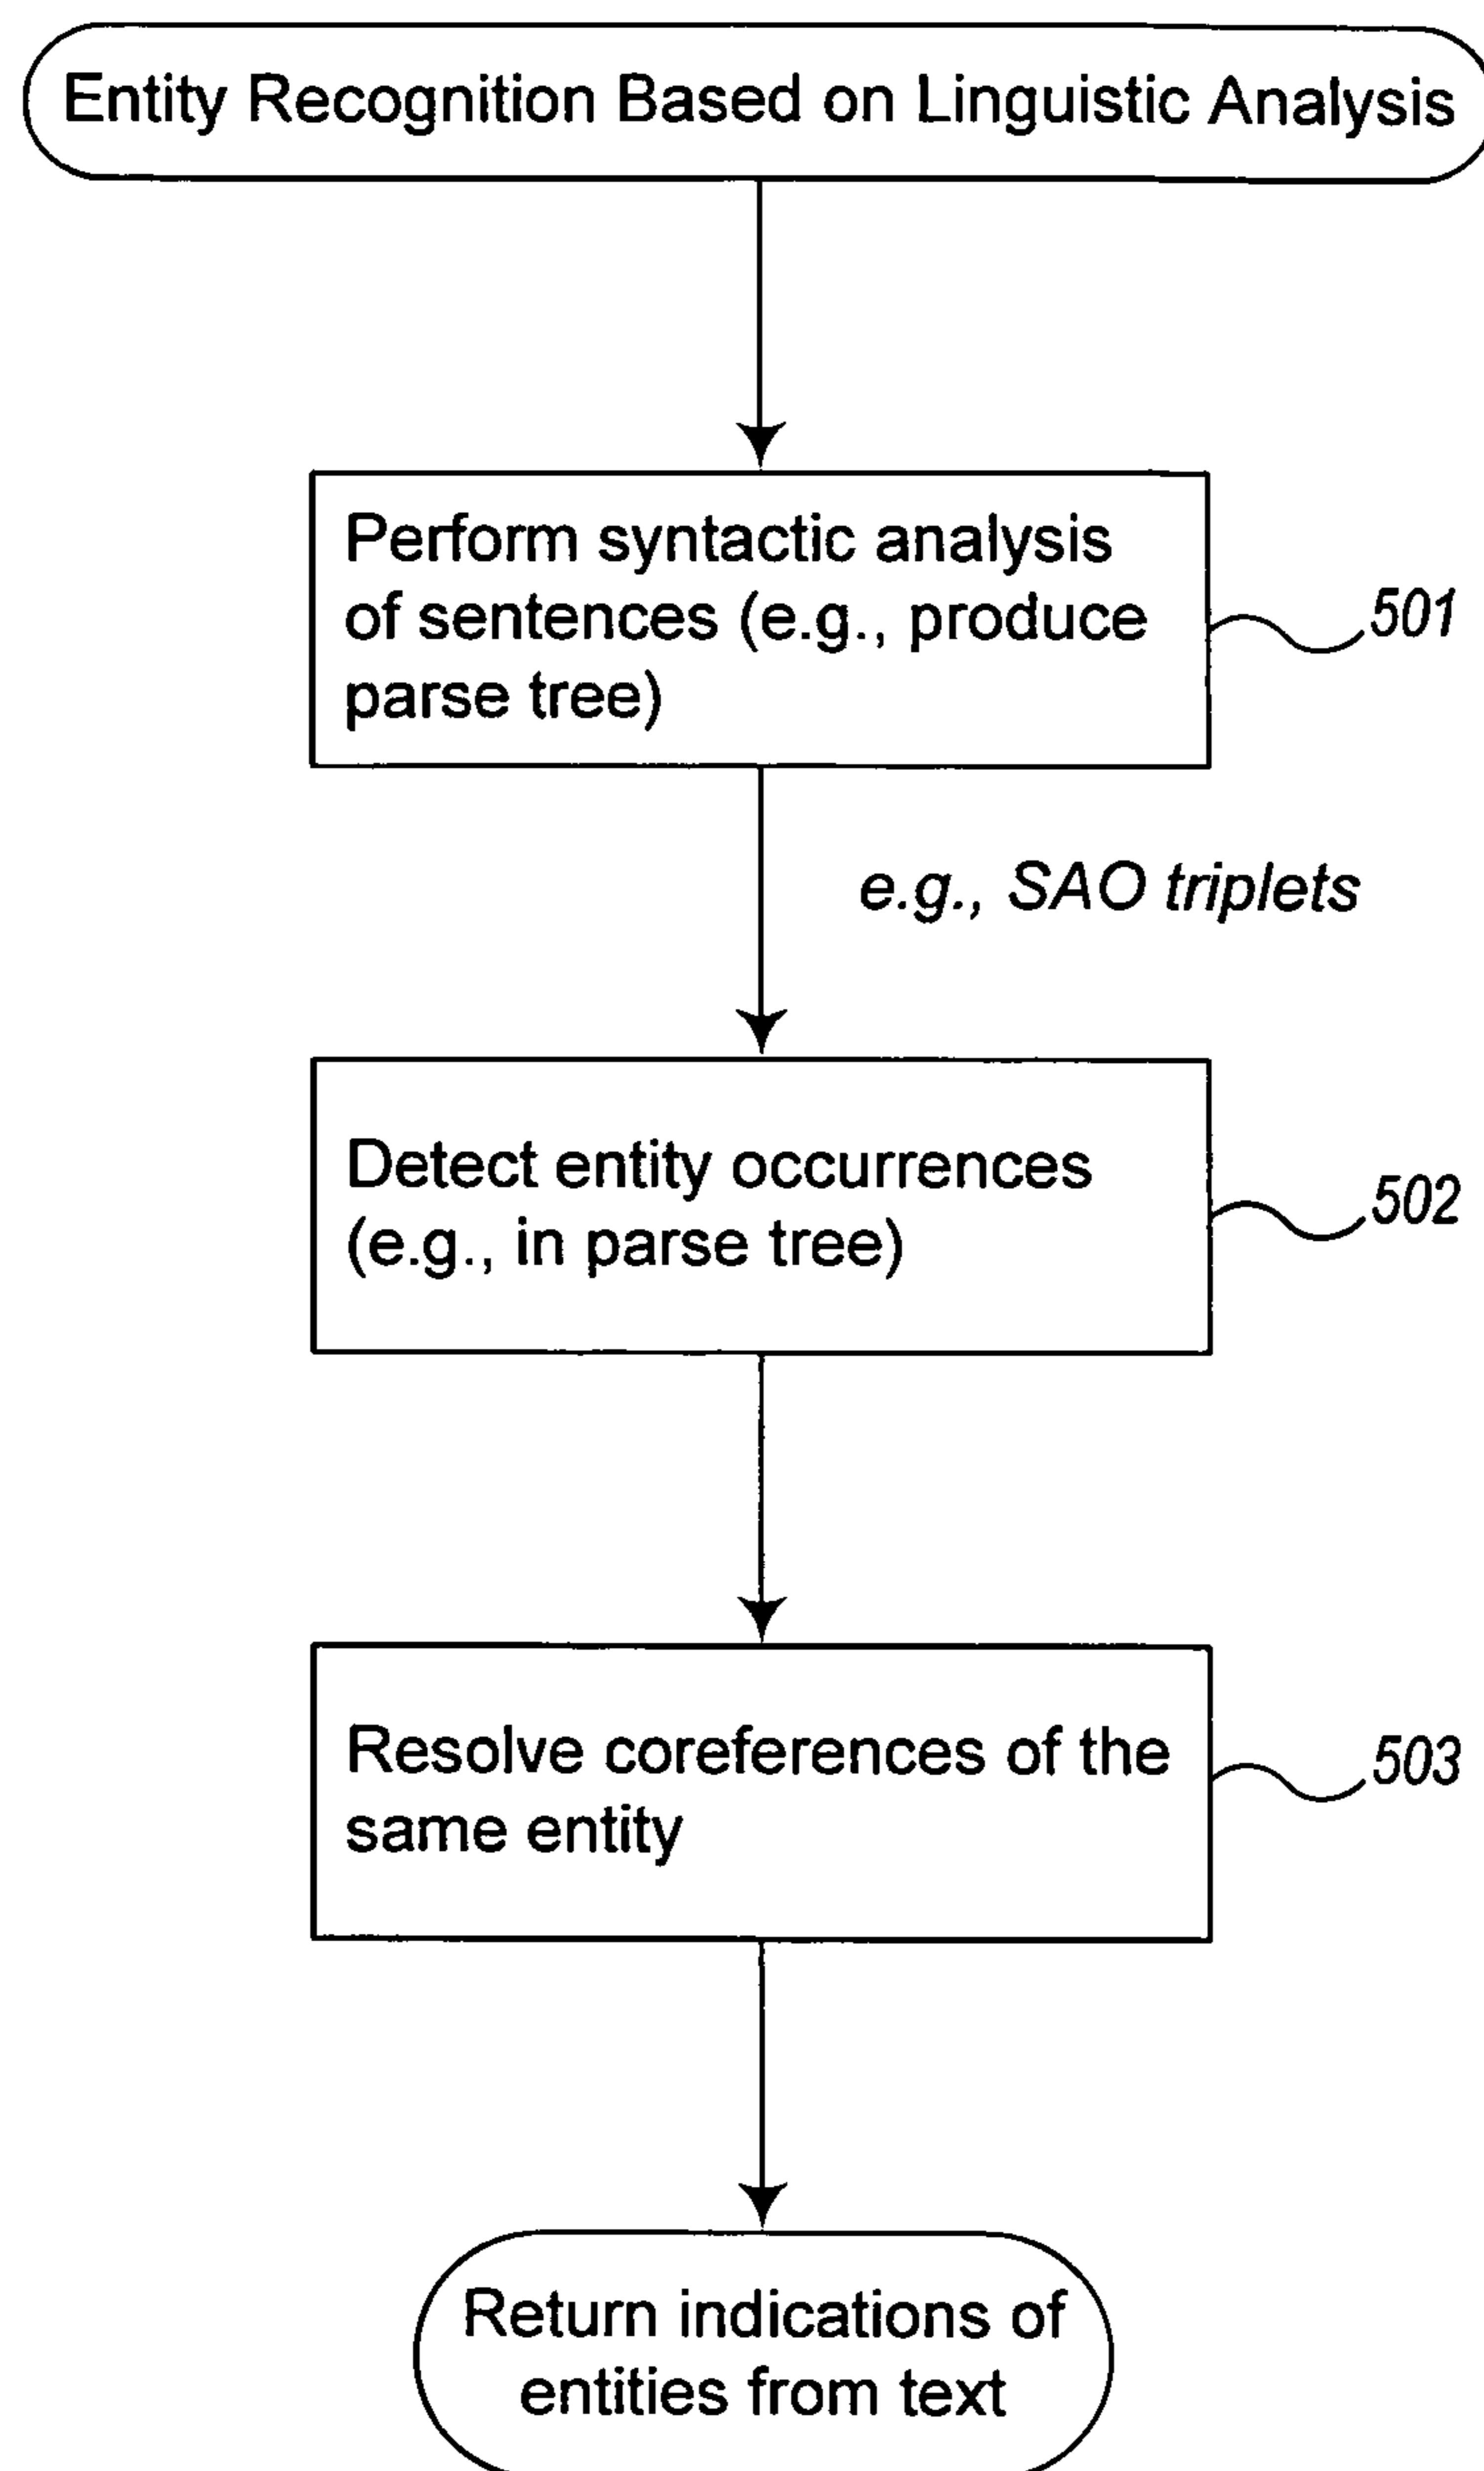 Entity Recognition Based on Linguistic Analysis
Perform syntactic analysis
of sentences (e.g., produce
parse tree)
501
e.g., SAO triplets
Detect entity occurrences
(e.g., in parse tree)
502
Resolve coreferences of the
same entity
503
Return indications of
entities from text